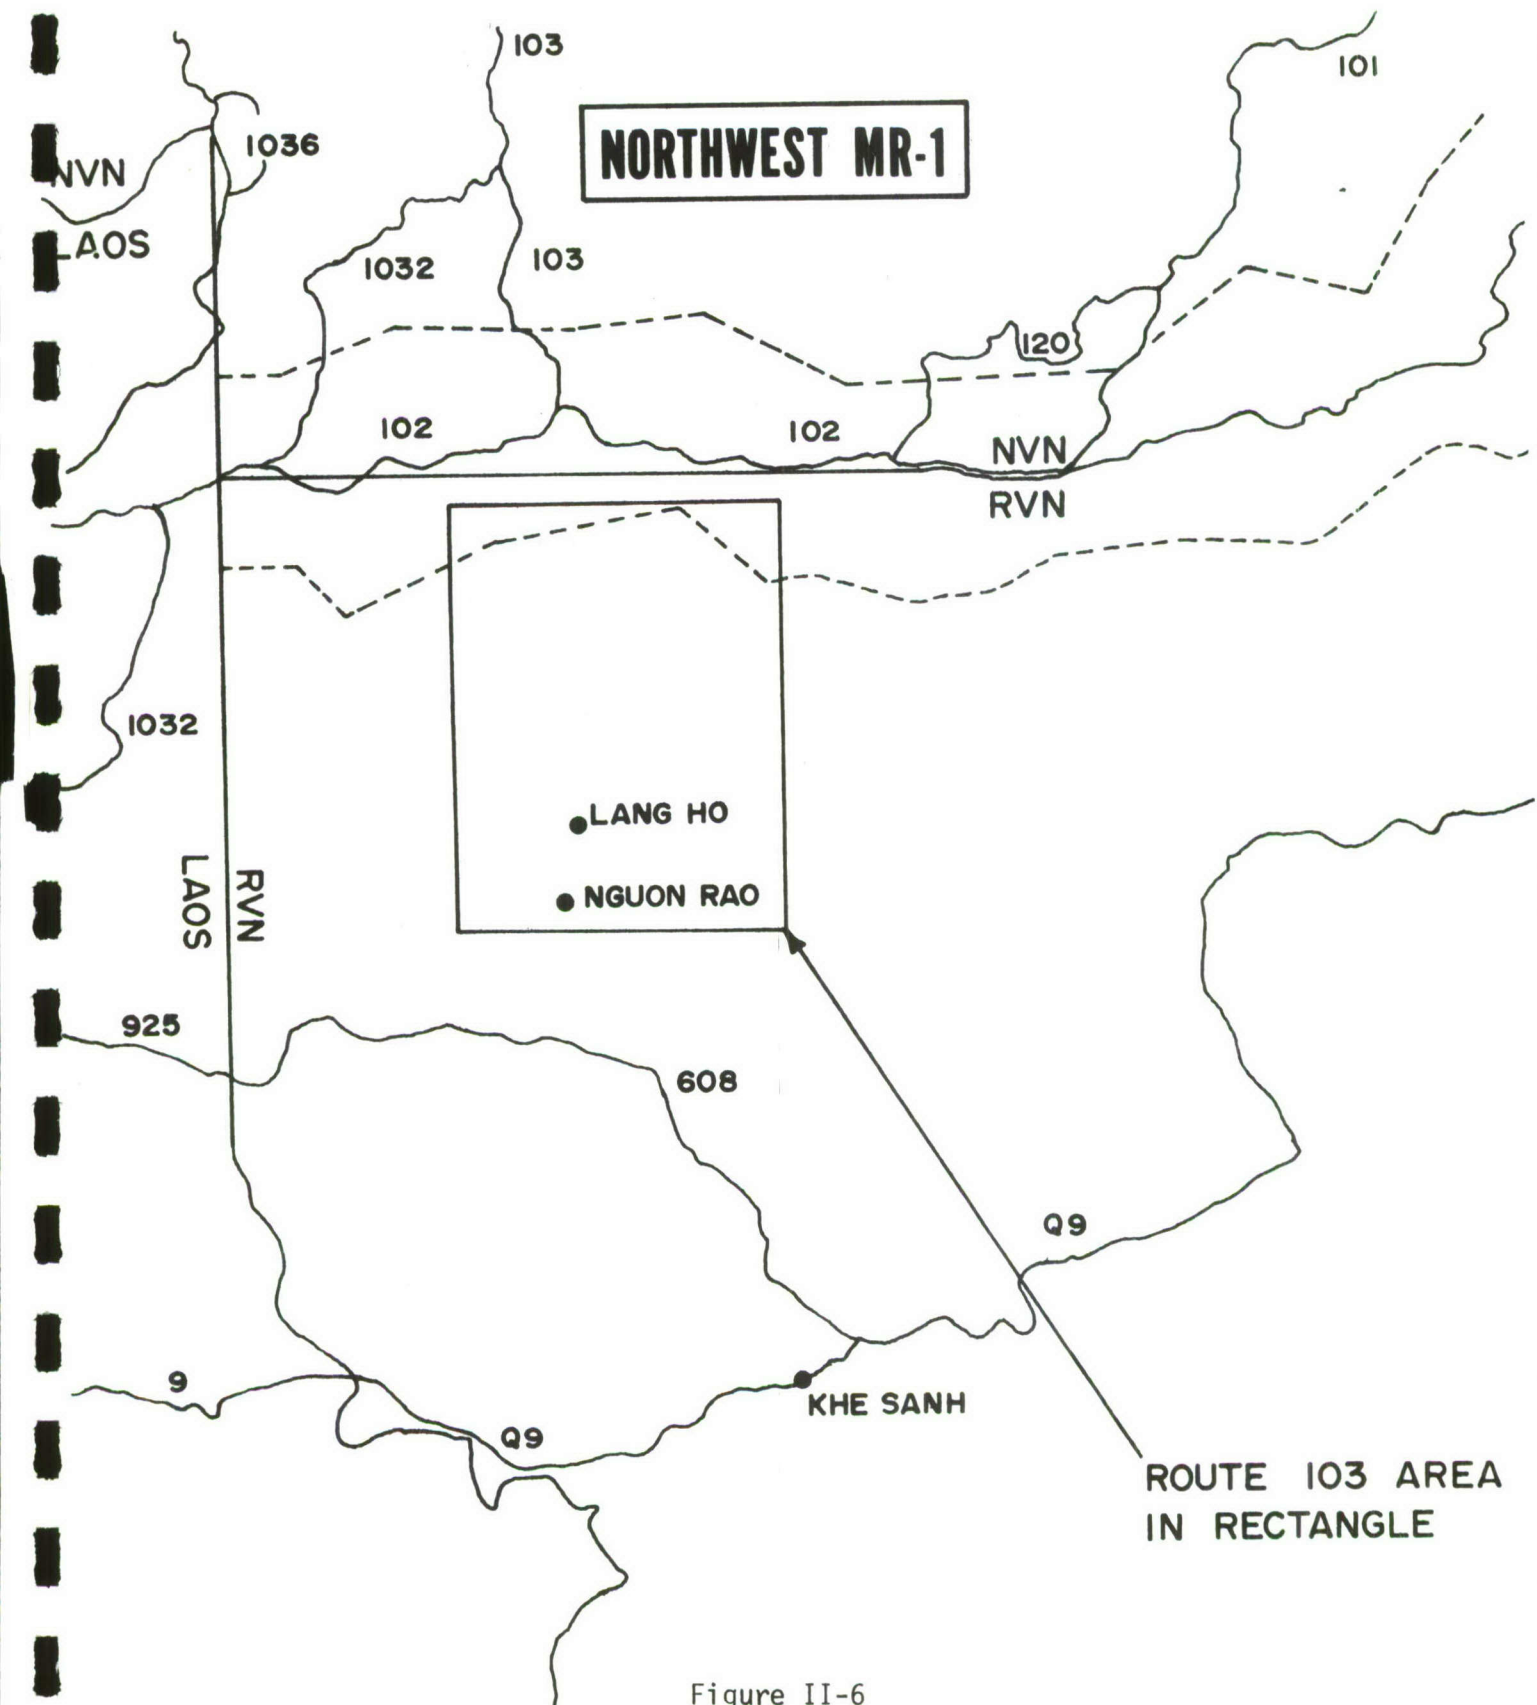 103
101
NORTHWEST MR-1
1036
NVN
LAOS
1032
103
120
102
102
NVN
RVN
1032
LANG HO
NGUON RAO
RVN
LAOS
925
608
Q9
9
KHE SANH
Q9
ROUTE 103 AREA
IN RECTANGLE
Figure II-6